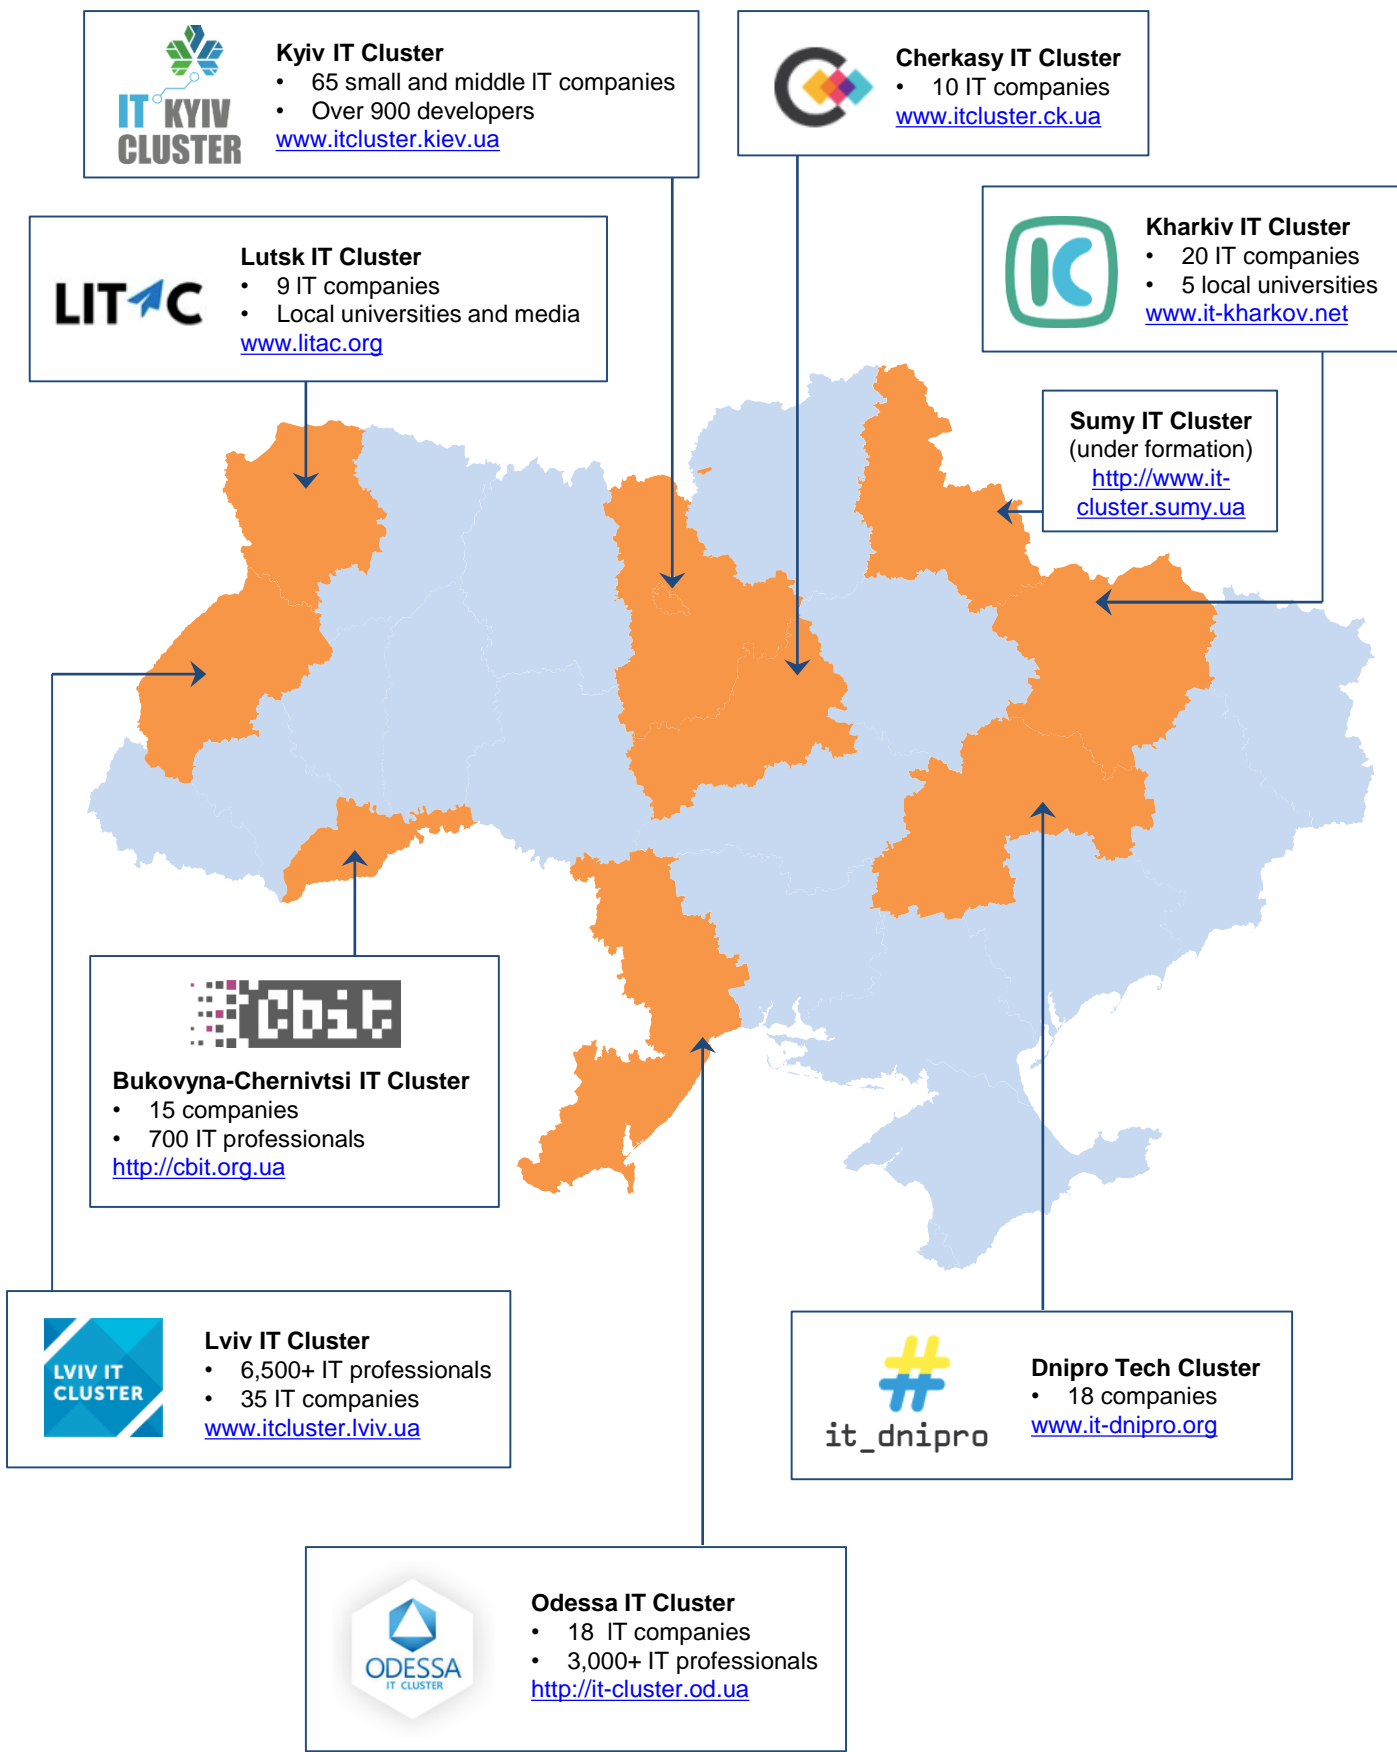 IT KYIV
CLUSTER
Kyiv IT Cluster
• 65 small and middle IT companies
• Over 900 developers
www.itcluster.kiev.ua
Cherkasy IT Cluster
• 10 IT companies
www.itcluster.ck.ua
LITAC
Lutsk IT Cluster
• 9 IT companies
• Local universities and media
www.litac.org
IC
Kharkiv IT Cluster
• 20 IT companies
• 5 local universities
www.it-kharkov.net
Sumy IT Cluster
(under formation)
http://www.it-
cluster.sumy.ua
Cbit
Bukovyna-Chernivtsi IT Cluster
• 15 companies
• 700 IT professionals
http://cbit.org.ua
LVIV IT
CLUSTER
Lviv IT Cluster
• 6,500+ IT professionals
• 35 IT companies
www.itcluster.lviv.ua
#
it_dnipro
Dnipro Tech Cluster
• 18 companies
www.it-dnipro.org
ODESSA
IT CLUSTER
Odessa IT Cluster
• 18 IT companies
• 3,000+ IT professionals
http://it-cluster.od.ua